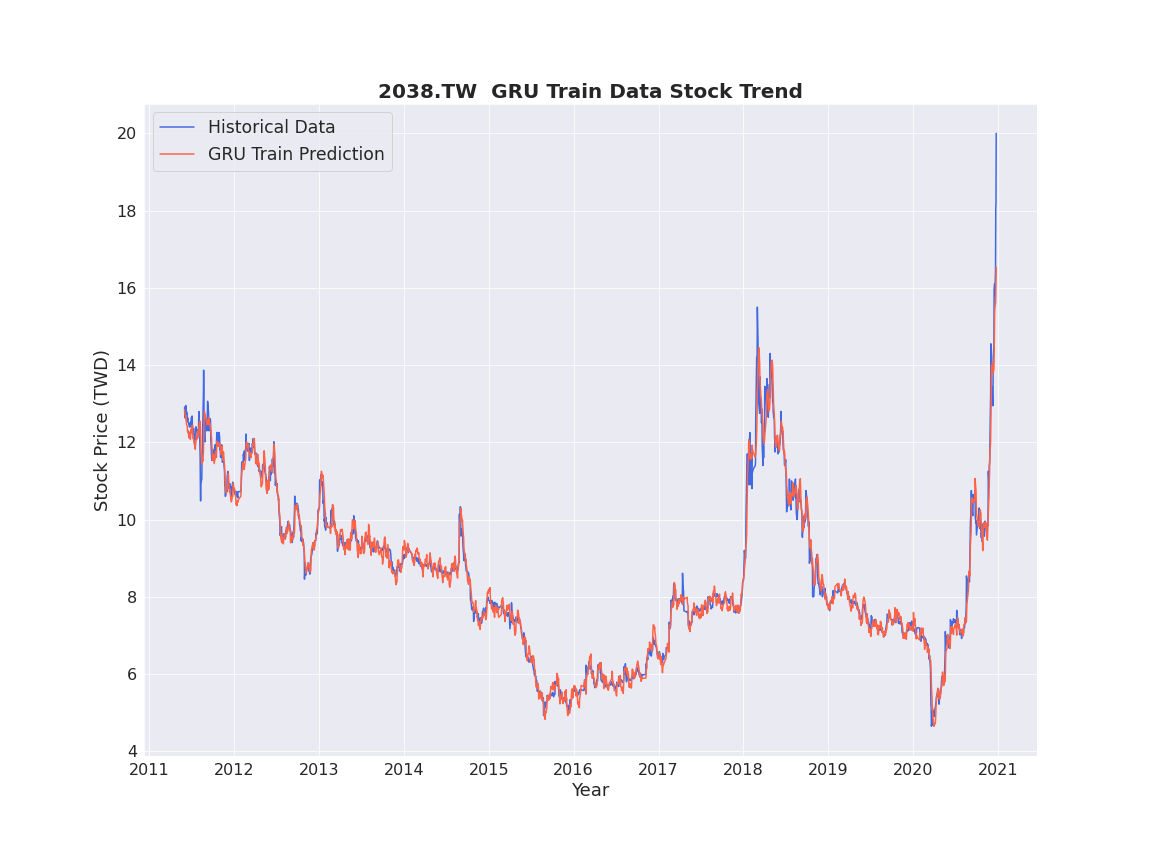 2038.TW  GRU Train Data Stock Trend
Historical Data
GRU Train Prediction
Stock Price (TWD)
20
18
16
14
12
10
8
6
4
2011 2012 2013 2014 2015 2016 2017 2018 2019 2020 2021
Year